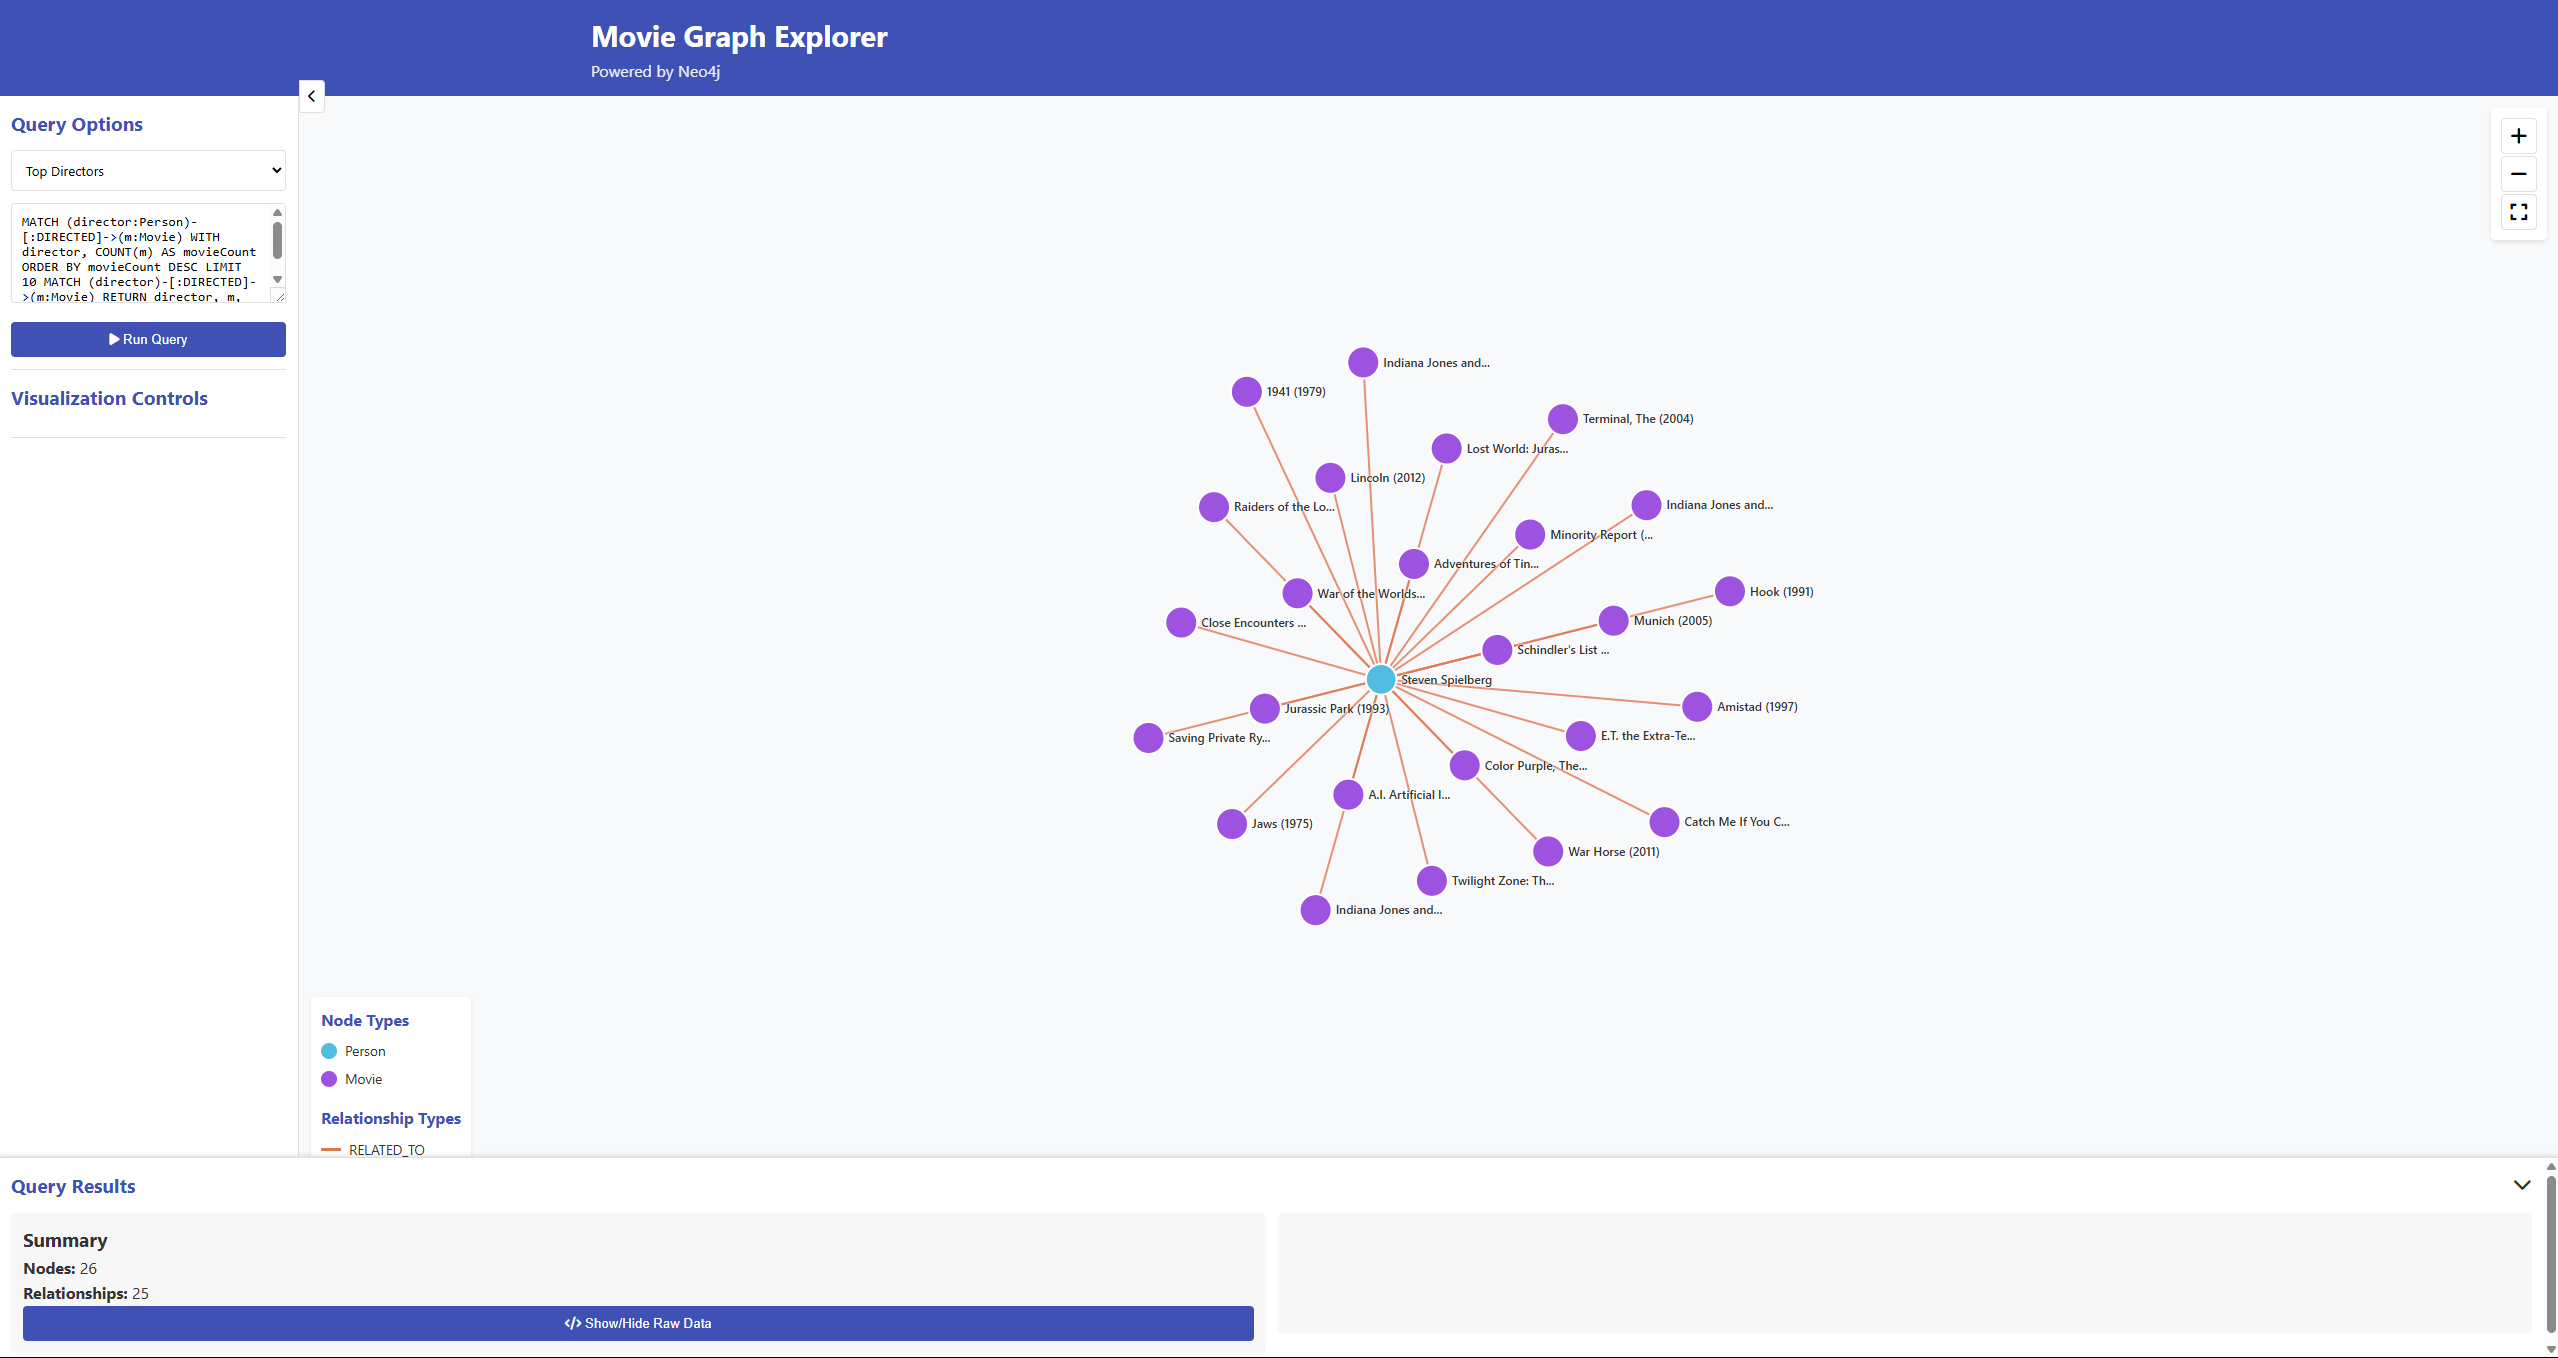 Movie Graph Explorer
Powered by Neo4j
Query Options
Top Directors
MATCH (director:Person)-
[:DIRECTED]->(m:Movie) WITH
director, COUNT(m) AS movieCount
ORDER BY movieCount DESC LIMIT
10 MATCH (director)-[:DIRECTED]-
>(m:Movie) RETURN director, m,
Run Query
Visualization Controls
Indiana Jones and...
1941 (1979)
Terminal, The (2004)
Lost World: Juras...
Lincoln (2012)
Raiders of the Lo...
Indiana Jones and...
Minority Report (...
Adventures of Tin...
Hook (1991)
War of the Worlds...
Close Encounters ...
Munich (2005)
Schindler's List ...
Steven Spielberg
Amistad (1997)
Jurassic Park (1993)
E.T. the Extra-Te...
Saving Private Ry...
Color Purple, The...
A.I. Artificial I...
Catch Me If You C...
Jaws (1975)
War Horse (2011)
Twilight Zone: Th...
Indiana Jones and...
Node Types
Person
Movie
Relationship Types
RELATED_TO
Query Results
Summary
Nodes: 26
Relationships: 25
</> Show/Hide Raw Data